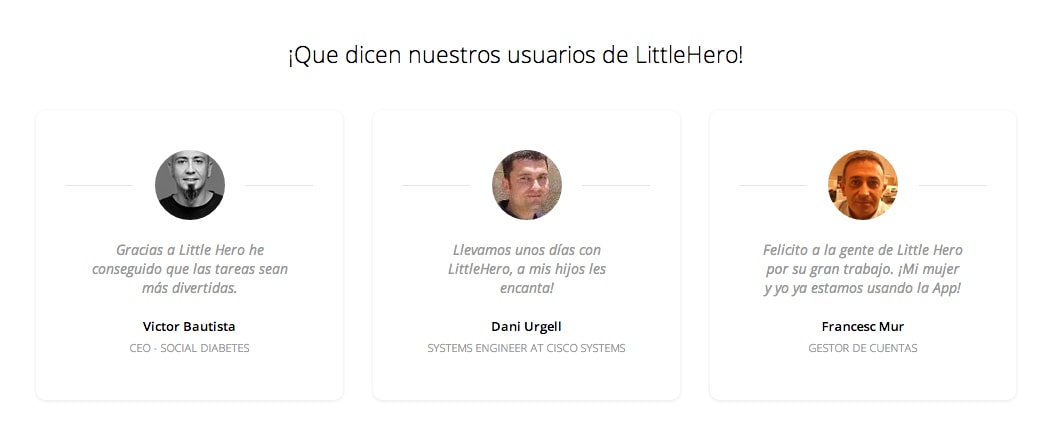 ¡Que dicen nuestros usuarios de LittleHero!
Gracias a Little Hero he
conseguido que las tareas sean
más divertidas.
Victor Bautista
CEO - SOCIAL DIABETES
Llevamos unos días con
LittleHero, a mis hijos les
encanta!
Dani Urgell
SYSTEMS ENGINEER AT CISCO SYSTEMS
Felicito a la gente de Little Hero
por su gran trabajo. ¡Mi mujer
y yo ya estamos usando la App!
Francesc Mur
GESTOR DE CUENTAS